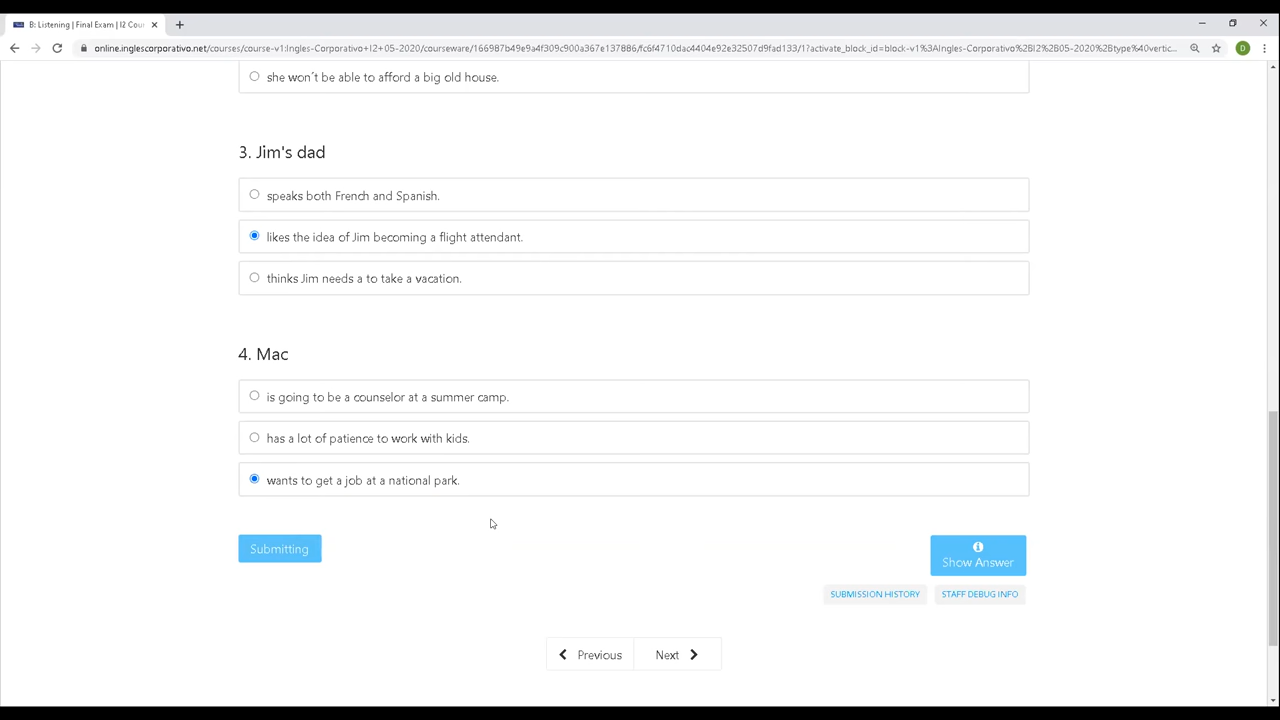 B: Listening | Final Exam | I2 Cou
online.inglescorporativo.net/courses/course-v1:Ingles-Corporativo+I2+05-2020/courseware/166987b49e9a4f309c900a367e137886/fc6f4710dac4404e92e32507d9fad133/1?activate_block_id=block-v1%3AIngles-Corporativo%2BI2%2B05-2020%2Btype%40vertic...
D
she won´t be able to afford a big old house.
3. Jim's dad
speaks both French and Spanish.
likes the idea of Jim becoming a flight attendant.
thinks Jim needs a to take a vacation.
4. Mac
is going to be a counselor at a summer camp.
has a lot of patience to work with kids.
wants to get a job at a national park.
Submitting
Show Answer
SUBMISSION HISTORY
STAFF DEBUG INFO
Previous
Next